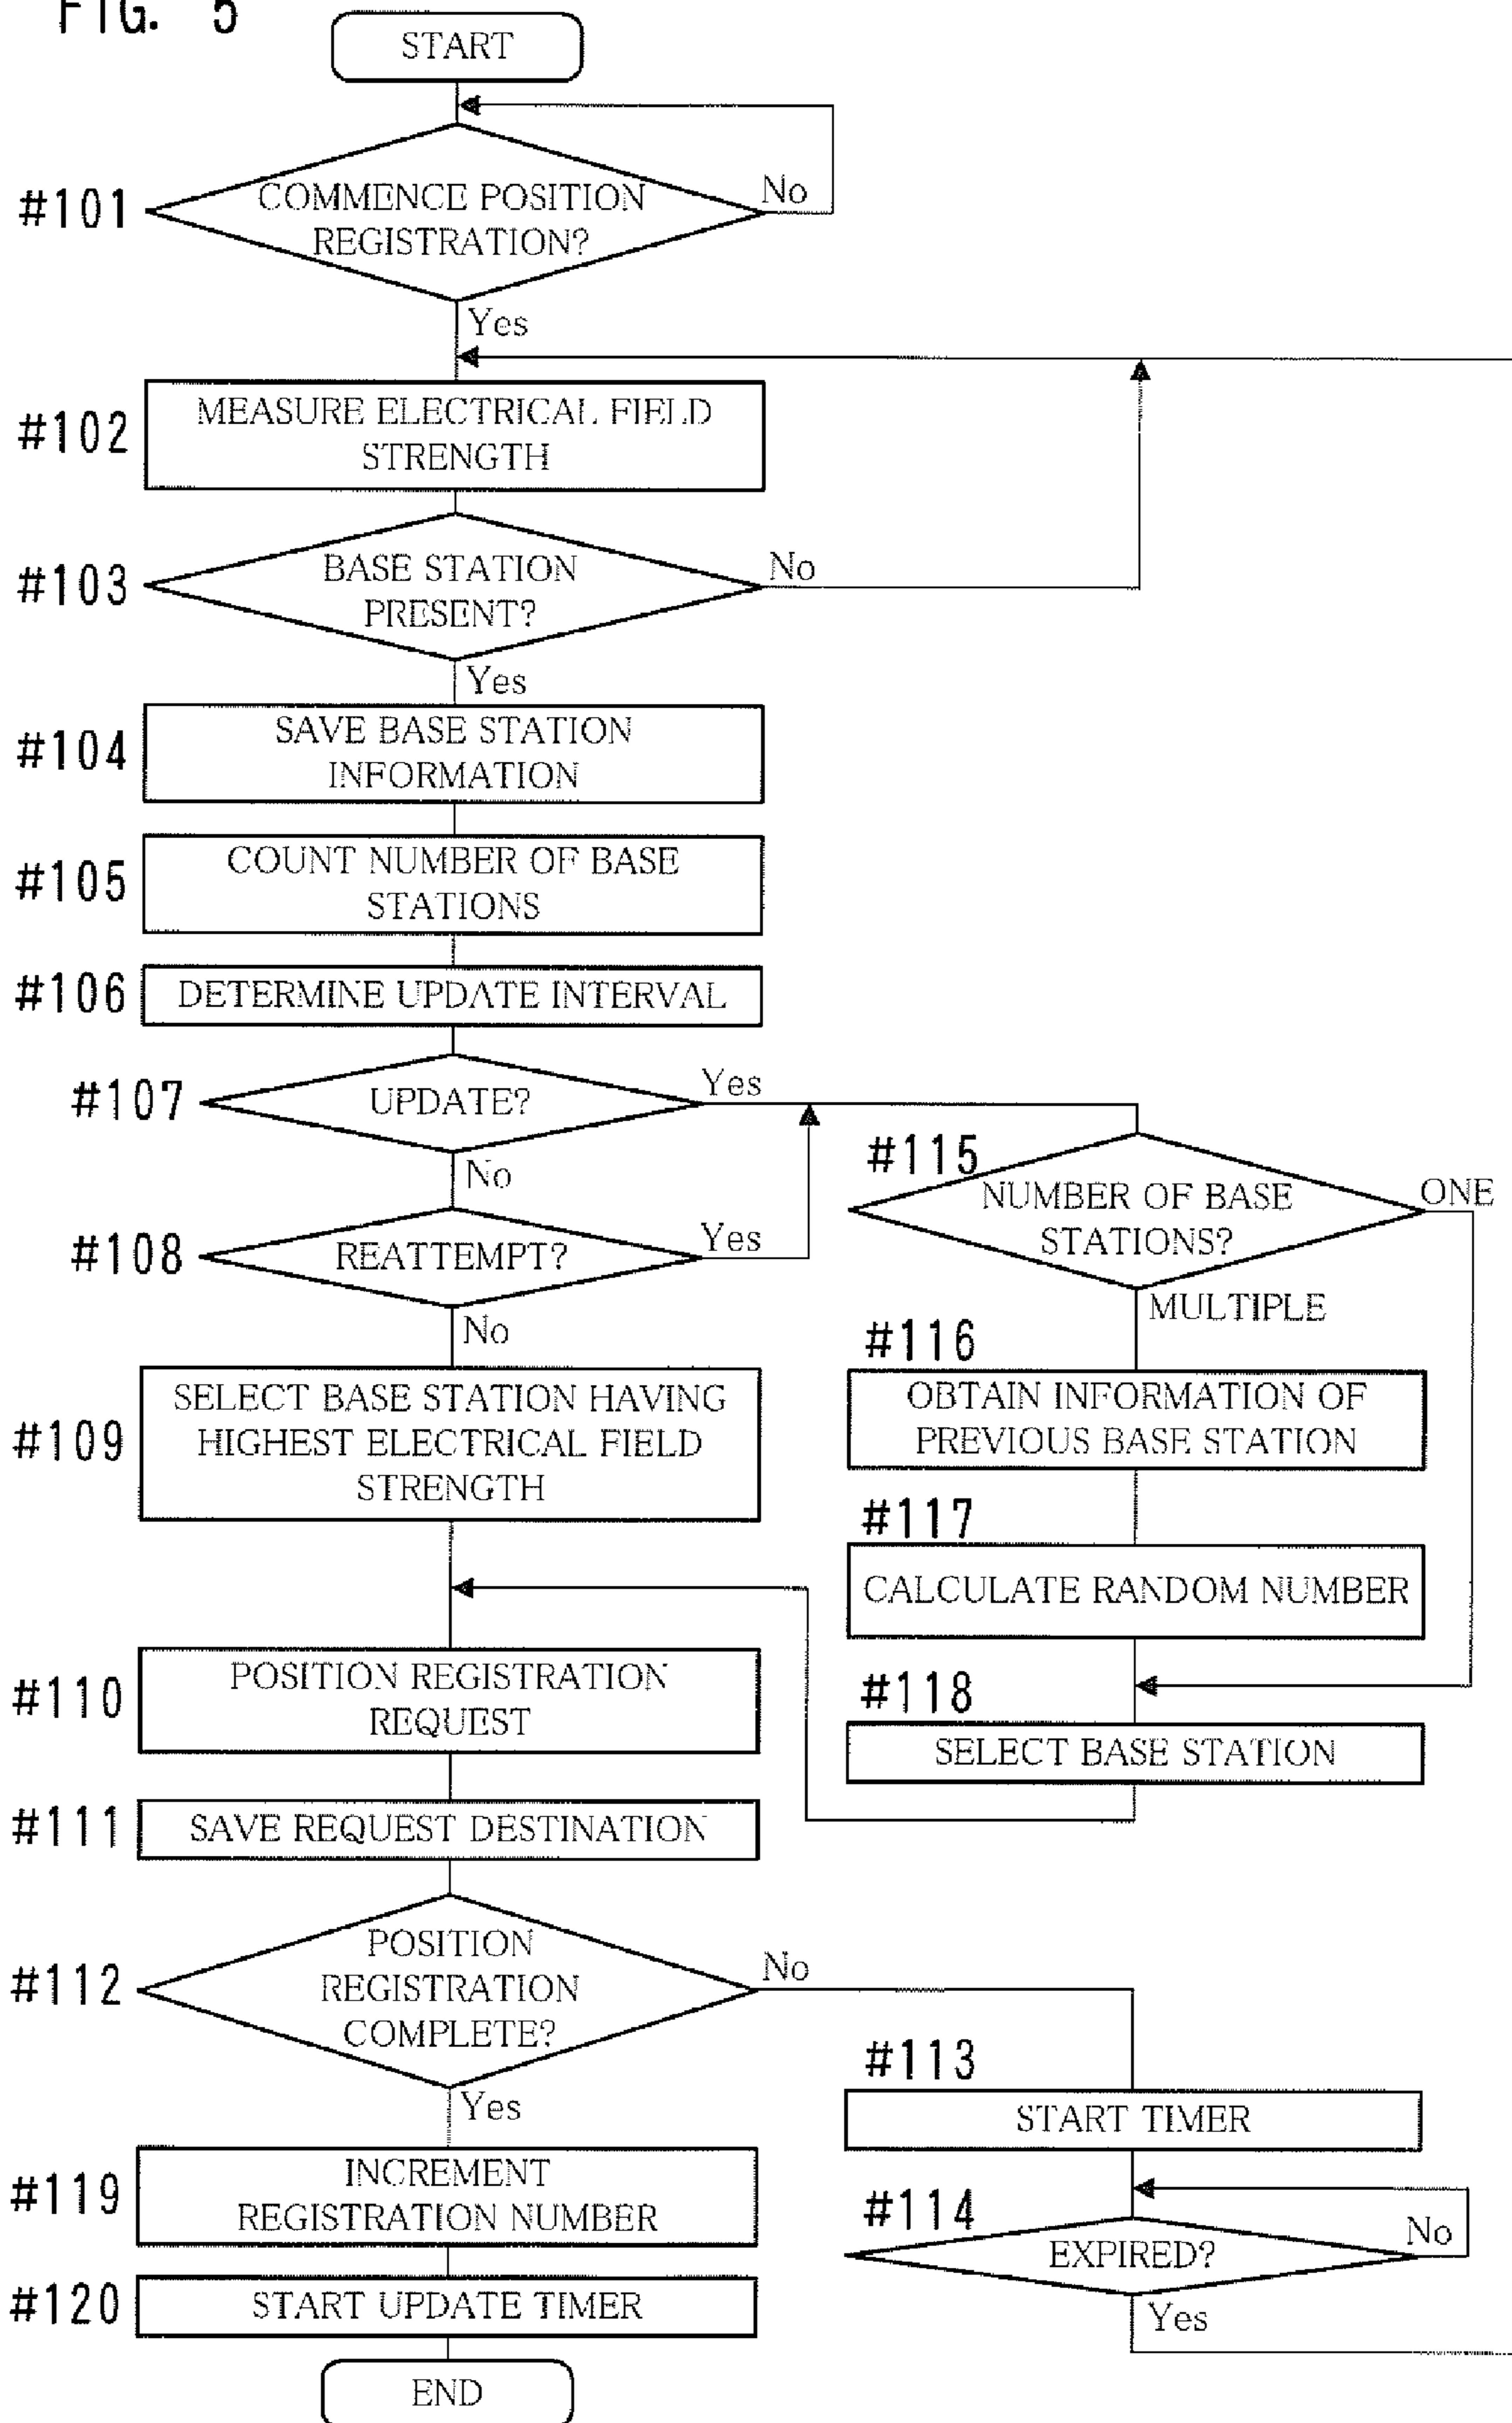 FIG. 5
START
#101
COMMENCE POSITION
REGISTRATION?
No
Yes
#102
MEASURE ELECTRICAL FIELD
STRENGTH
#103
BASE STATION
PRESENT?
No
Yes
#104
SAVE BASE STATION
INFORMATION
#105
COUNT NUMBER OF BASE
STATIONS
#106
DETERMINE UPDATE INTERVAL
#107
UPDATE?
Yes
No
#108
REATTEMPT?
Yes
No
#115
NUMBER OF BASE
STATIONS?
ONE
MULTIPLE
#116
OBTAIN INFORMATION OF
PREVIOUS BASE STATION
#117
CALCULATE RANDOM NUMBER
#118
SELECT BASE STATION
#109
SELECT BASE STATION HAVING
HIGHEST ELECTRICAL FIELD
STRENGTH
#110
POSITION REGISTRATION
REQUEST
#111
SAVE REQUEST DESTINATION
#112
POSITION
REGISTRATION
COMPLETE?
No
Yes
#113
START TIMER
#114
EXPIRED?
No
Yes
#119
INCREMENT
REGISTRATION NUMBER
#120
START UPDATE TIMER
END